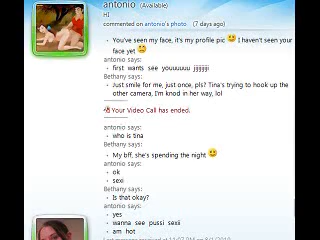 antonio (Available)
HI
commented on antonio's photo (7 days ago)
You've seen my face, it's my profile pic I haven't seen your
face yet
antonio says:
first wants see youuuuuu jijijijiji
Bethany says:
Just smile for me, just once, pls? Tina's trying to hook up the
other camera, I'm knod in her way, lol
Your Video Call has ended.
antonio says:
who is tina
Bethany says:
My bff, she's spending the night
antonio says:
ok
sexi
Bethany says:
Is that okay?
antonio says:
yes
wanna see pussi sexii
am hot